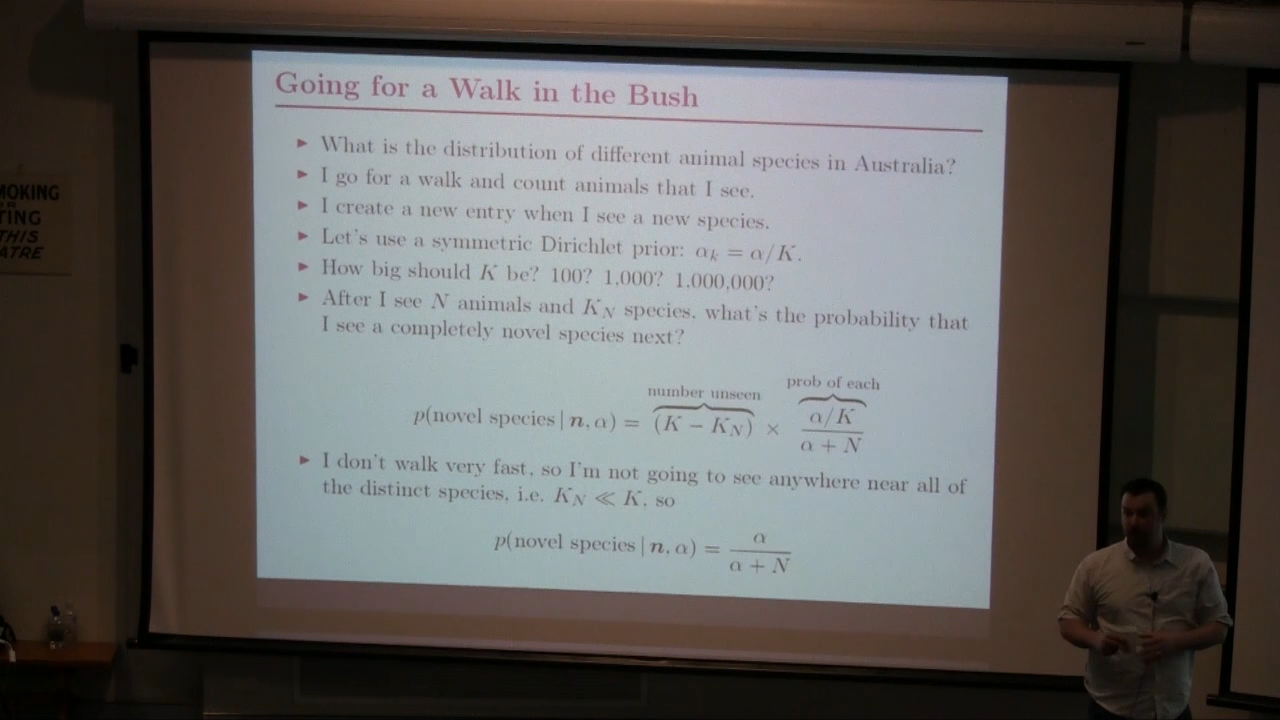 Going for a Walk in the Bush
► What is the distribution of different animal species in Australia?
► I go for a walk and count animals that I see.
► I create a new entry when I see a new species.
► Let's use a symmetric Dirichlet prior: αₖ = α/K.
► How big should K be? 100? 1,000? 1,000,000?
► After I see N animals and K_N species, what's the probability that
I see a completely novel species next?
number unseen prob of each
p(novel species | n, α) = (K − K_N) × (α/K)/(α + N)
► I don't walk very fast, so I'm not going to see anywhere near all of
the distinct species, i.e. K_N ≪ K, so
p(novel species | n, α) = α/(α + N)
MOKING
OR
TING
THIS
ATRE